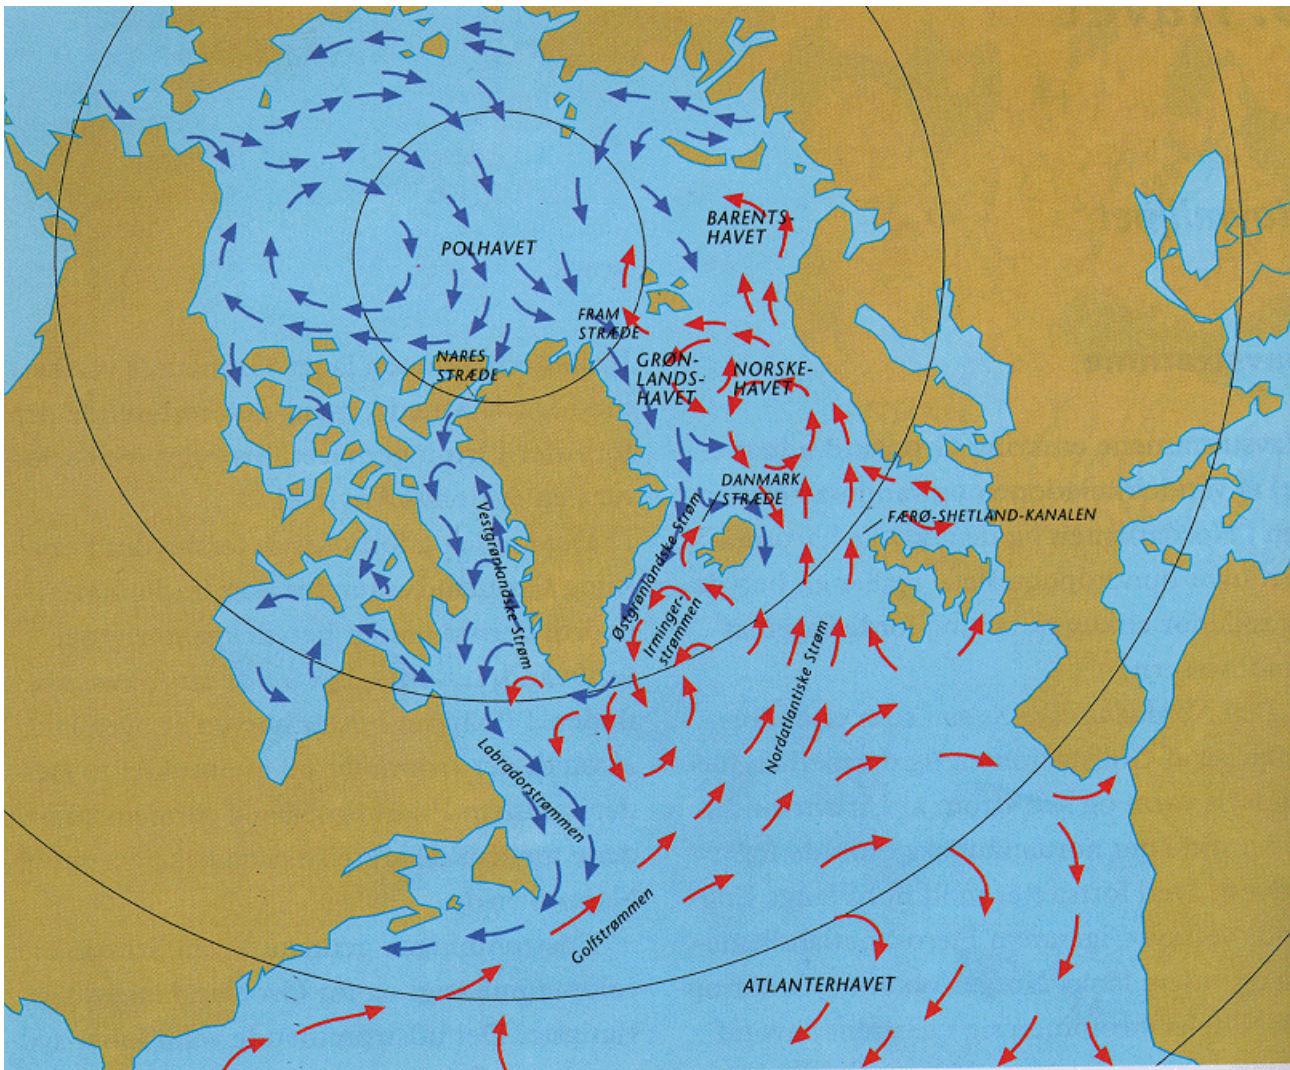 BARENTS-
HAVET
POLHAVET
FRAM
STRÆDE
NARES
STRÆDE
GRØN-
LANDS-
HAVET
NORSKE-
HAVET
DANMARK
STRÆDE
FÆRØ-SHETLAND-KANALEN
Vestgrønlandske Strøm
Østgrønlandske Strøm
Irminger-
strømmen
Nordatlantiske Strøm
Labradorstrømmen
Golfstrømmen
ATLANTERHAVET